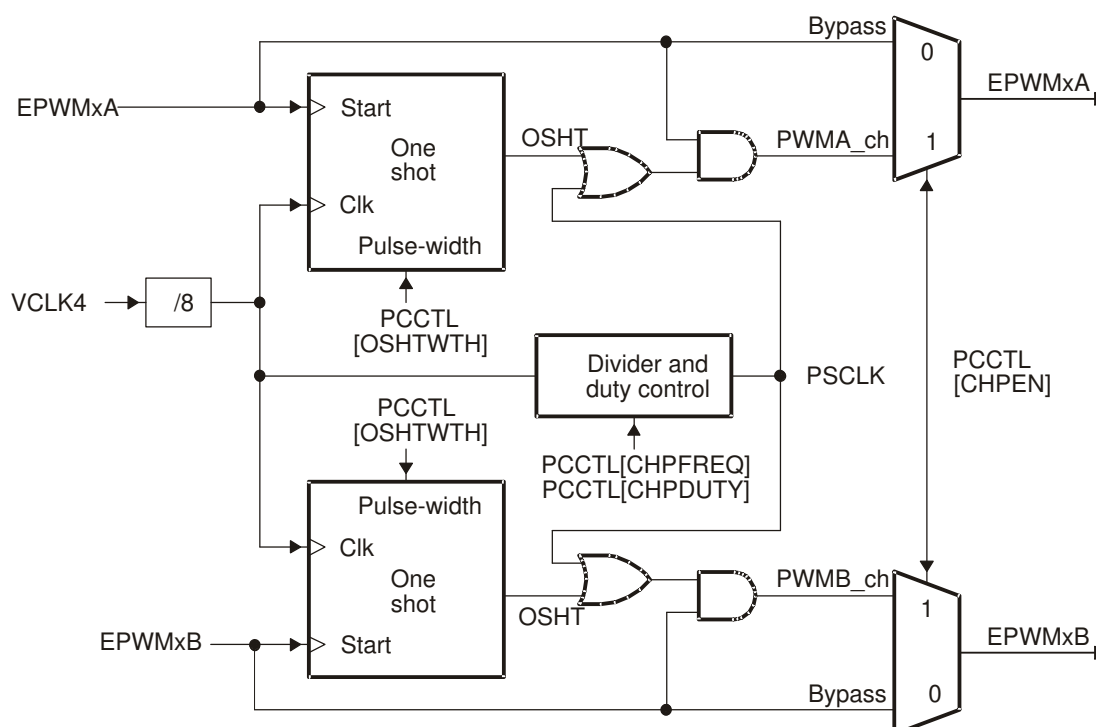 Bypass
0
EPWMxA
EPWMxA
Start
OSHT
PWMA_ch
1
One
shot
Clk
Pulse-width
VCLK4
/8
PCCTL
[OSHTWTH]
Divider and
duty control
PSCLK
PCCTL
[CHPEN]
PCCTL
[OSHTWTH]
PCCTL[CHPFREQ]
PCCTL[CHPDUTY]
Pulse-width
Clk
One
shot
OSHT
PWMB_ch
1
EPWMxB
Start
EPWMxB
Bypass
0